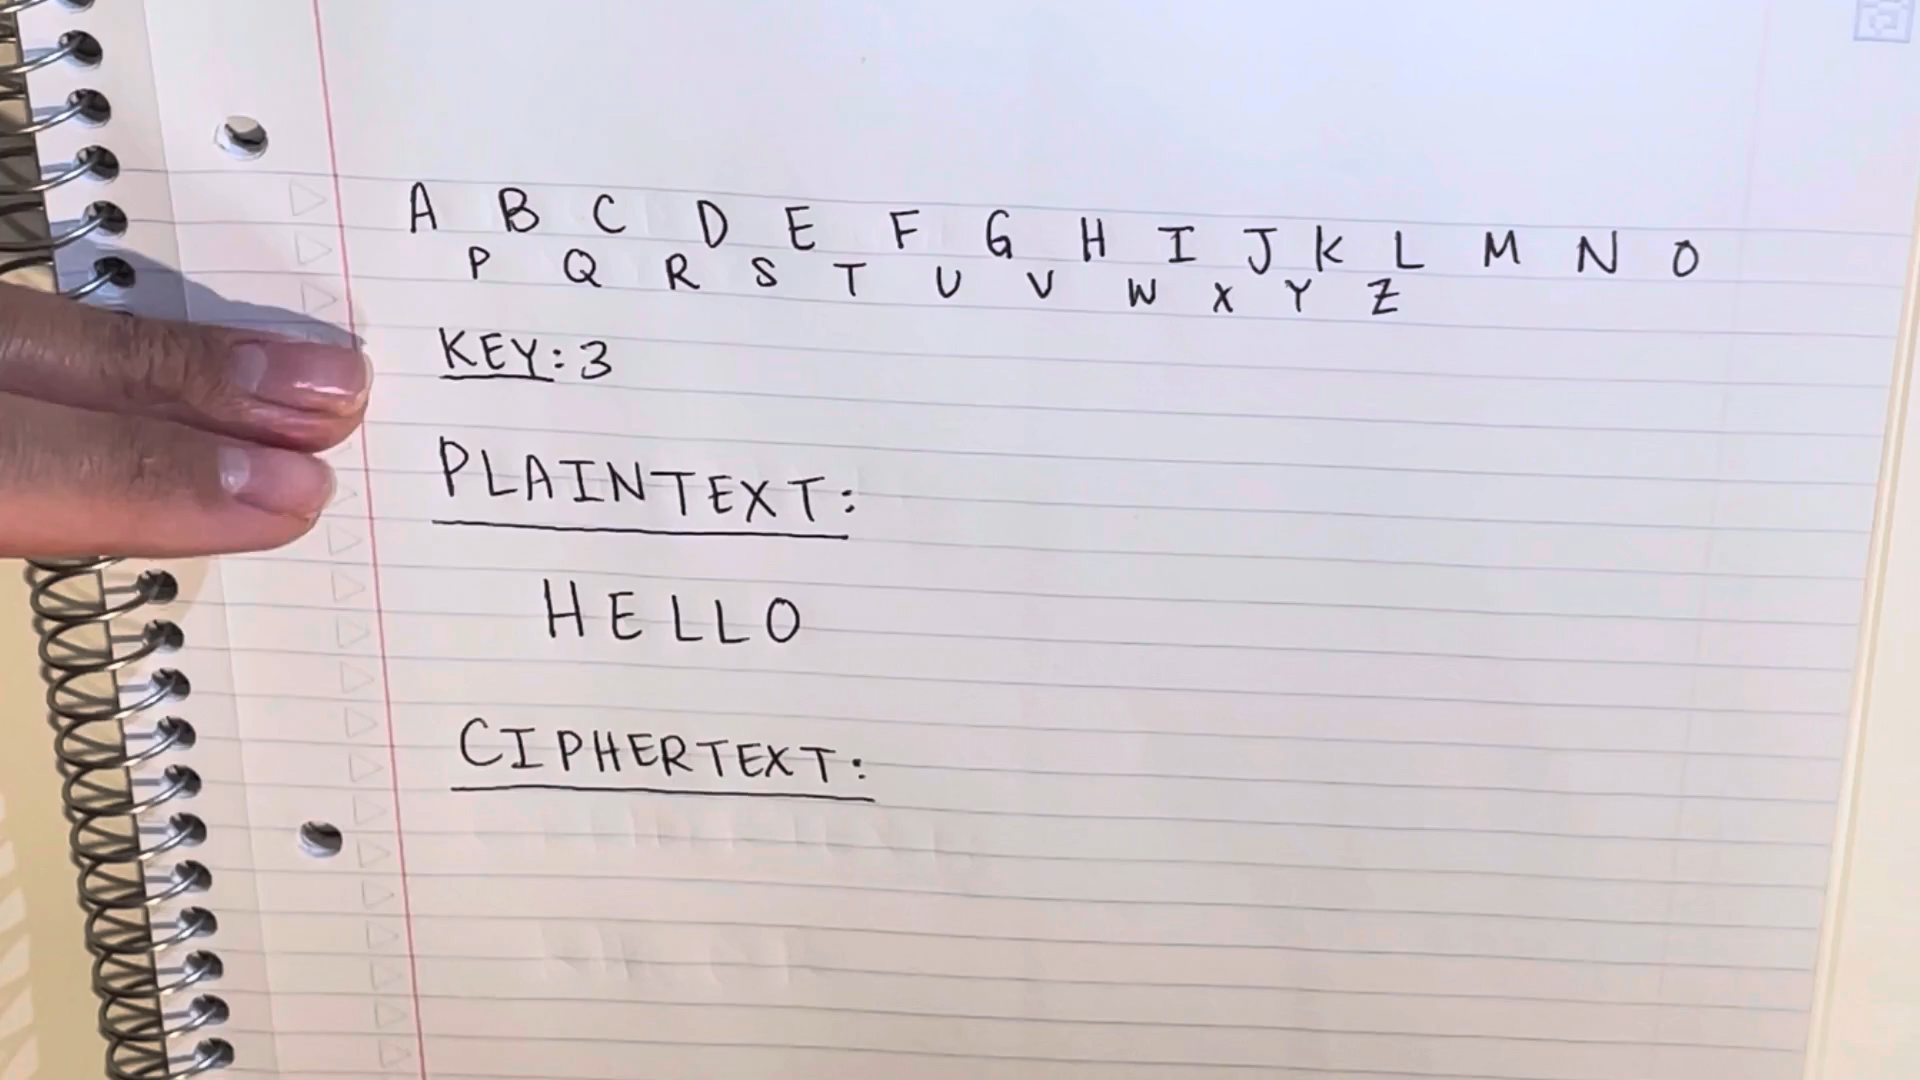 A B C D E F G H I J K L M N O
P Q R S T U V W X Y Z
KEY: 3
PLAINTEXT:
HELLO
CIPHERTEXT: